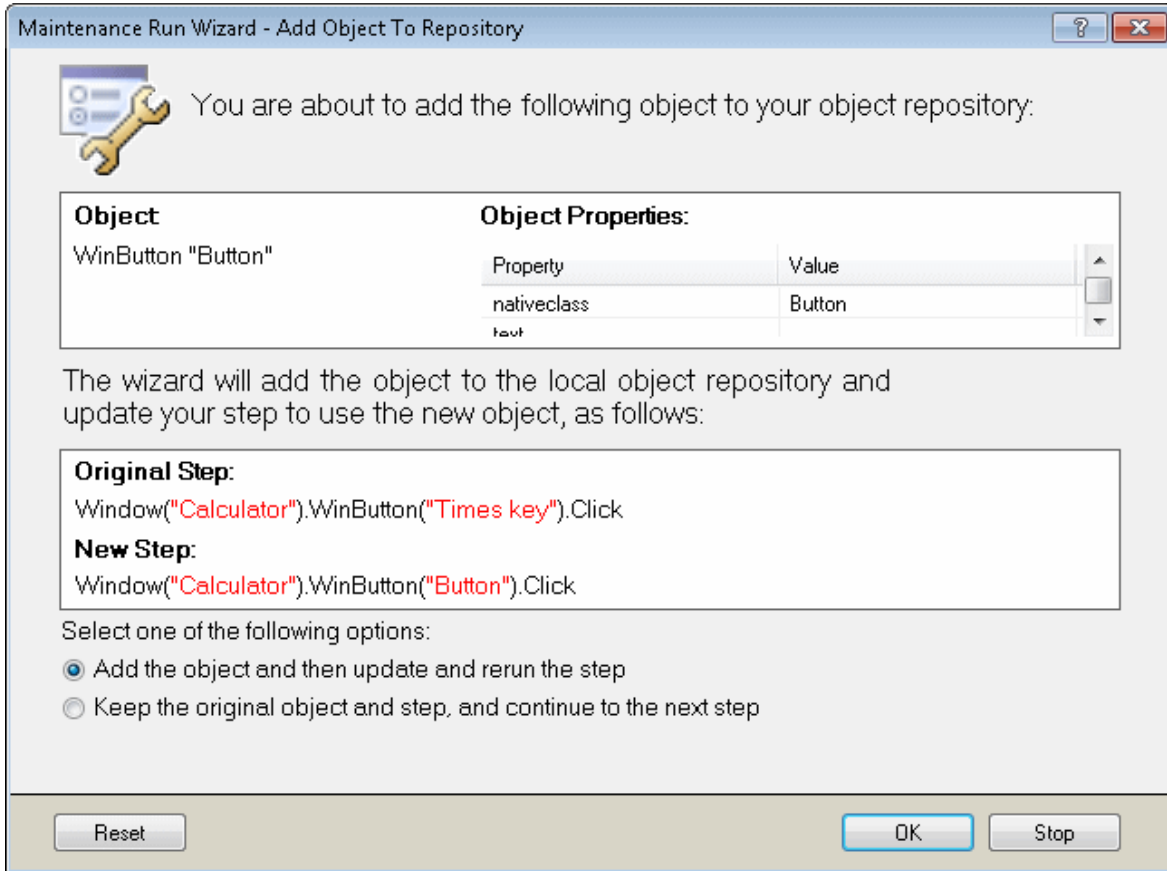 Maintenance Run Wizard - Add Object To Repository
You are about to add the following object to your object repository:
Object
Object Properties:
WinButton "Button"
Property Value
nativeclass Button
text
The wizard will add the object to the local object repository and
update your step to use the new object, as follows:
Original Step:
Window("Calculator").WinButton("Times key").Click
New Step:
Window("Calculator").WinButton("Button").Click
Select one of the following options:
Add the object and then update and rerun the step
Keep the original object and step, and continue to the next step
Reset OK Stop